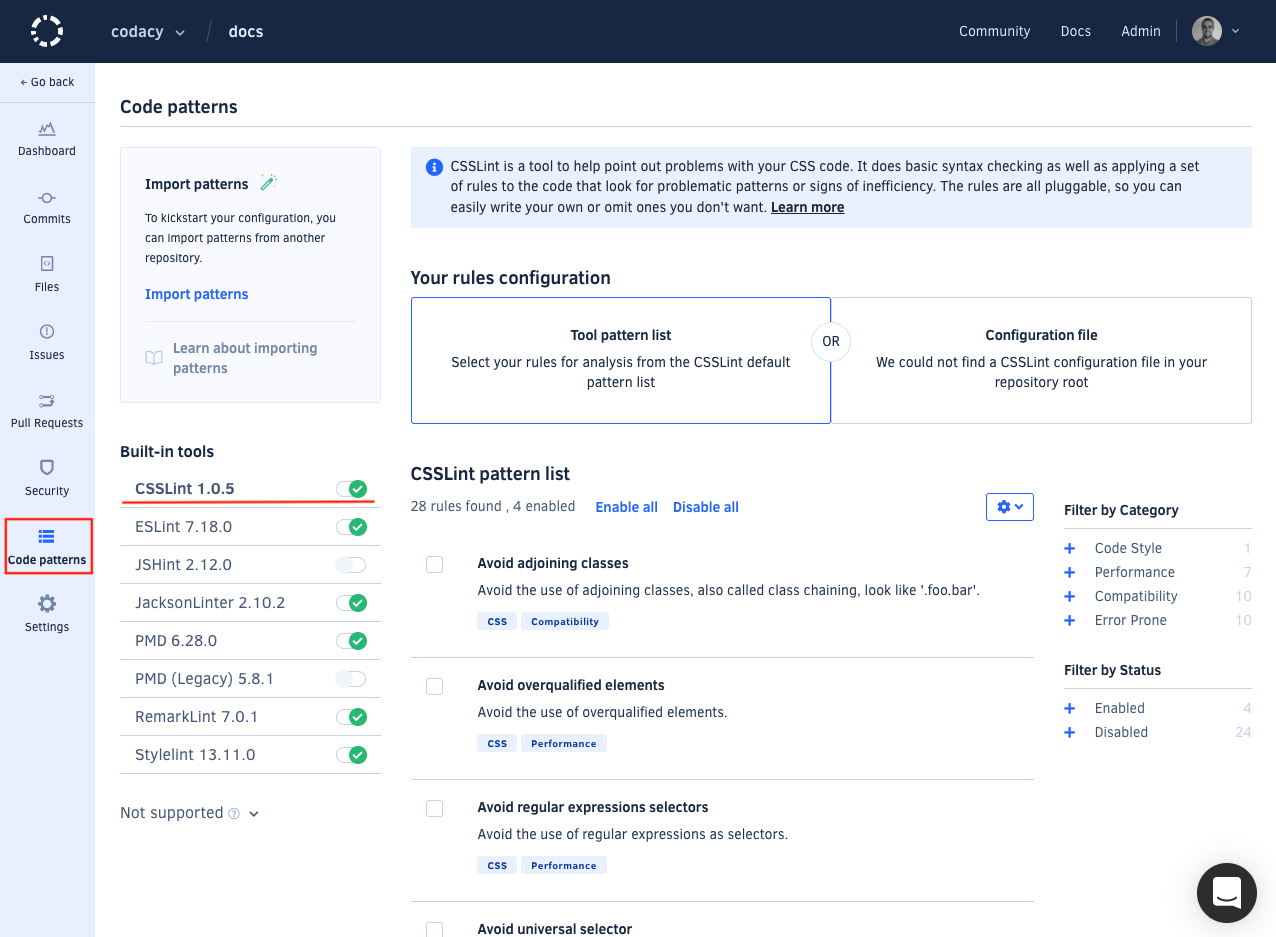 codacy
docs
Community
Docs
Admin
← Go back
Dashboard
Commits
Files
Issues
Pull Requests
Security
Code patterns
Settings
Code patterns
Import patterns
To kickstart your configuration, you
can import patterns from another
repository.
Import patterns
Learn about importing
patterns
Built-in tools
CSSLint 1.0.5
ESLint 7.18.0
JSHint 2.12.0
JacksonLinter 2.10.2
PMD 6.28.0
PMD (Legacy) 5.8.1
RemarkLint 7.0.1
Stylelint 13.11.0
Not supported ?
i
CSSLint is a tool to help point out problems with your CSS code. It does basic syntax checking as well as applying a set
of rules to the code that look for problematic patterns or signs of inefficiency. The rules are all pluggable, so you can
easily write your own or omit ones you don't want. Learn more
Your rules configuration
Tool pattern list
Select your rules for analysis from the CSSLint default
pattern list
OR
Configuration file
We could not find a CSSLint configuration file in your
repository root
CSSLint pattern list
28 rules found , 4 enabled Enable all Disable all
Avoid adjoining classes
Avoid the use of adjoining classes, also called class chaining, look like '.foo.bar'.
CSS Compatibility
Avoid overqualified elements
Avoid the use of overqualified elements.
CSS Performance
Avoid regular expressions selectors
Avoid the use of regular expressions as selectors.
CSS Performance
Avoid universal selector
Filter by Category
+ Code Style 1
+ Performance 7
+ Compatibility 10
+ Error Prone 10
Filter by Status
+ Enabled 4
+ Disabled 24